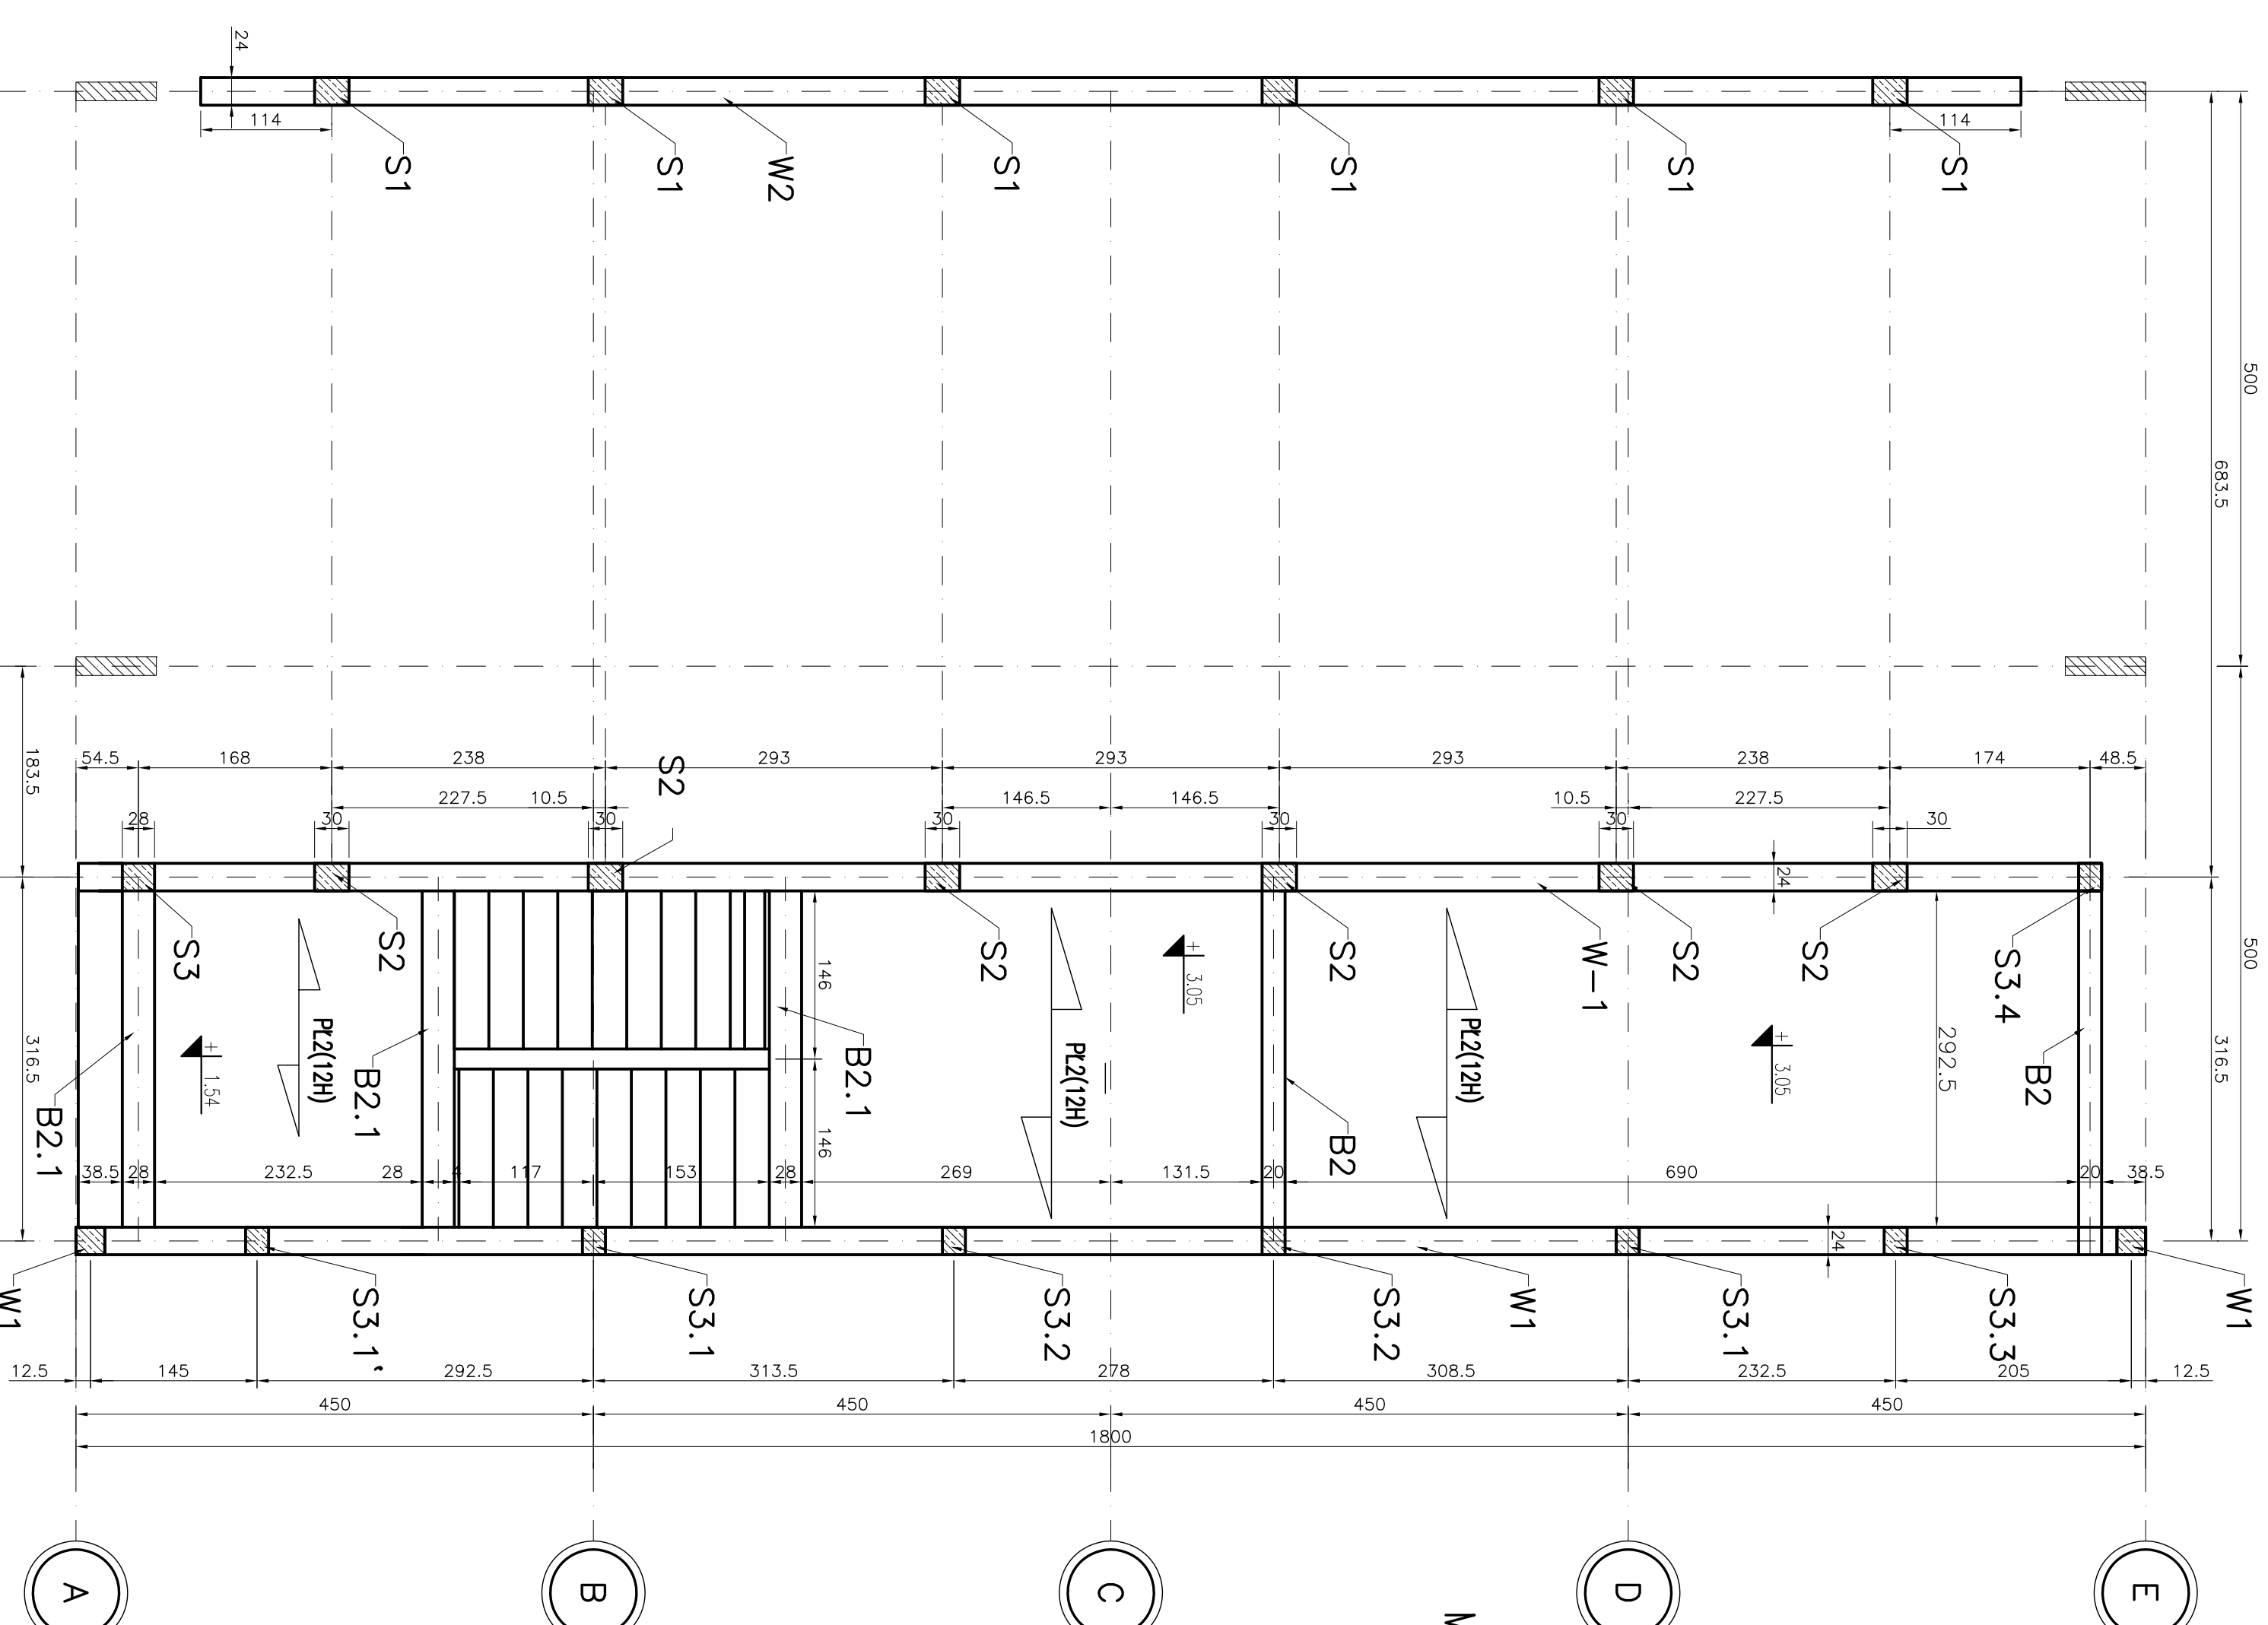 24
114
114
S1
S1
W2
S1
S1
S1
S1
500
683.5
54.5
168
238
293
293
293
238
174
48.5
S2
227.5
10.5
146.5
146.5
10.5
227.5
183.5
28
30
30
30
30
30
30
24
500
S3
S2
146
S2
+
3.05
S2
W-1
S2
S2
S3.4
292.5
316.5
316.5
+
1.54
PŁ2(12H)
B2.1
B2.1
PŁ2(12H)
PŁ2(12H)
+
3.05
B2
B2.1
146
B2
38.5
28
232.5
28
4
117
153
28
269
131.5
20
690
20
38.5
24
W1
S3.1'
S3.1
S3.2
S3.2
W1
S3.1
S3.3
W1
12.5
145
292.5
313.5
278
308.5
232.5
205
12.5
450
450
450
450
1800
A
B
C
D
E